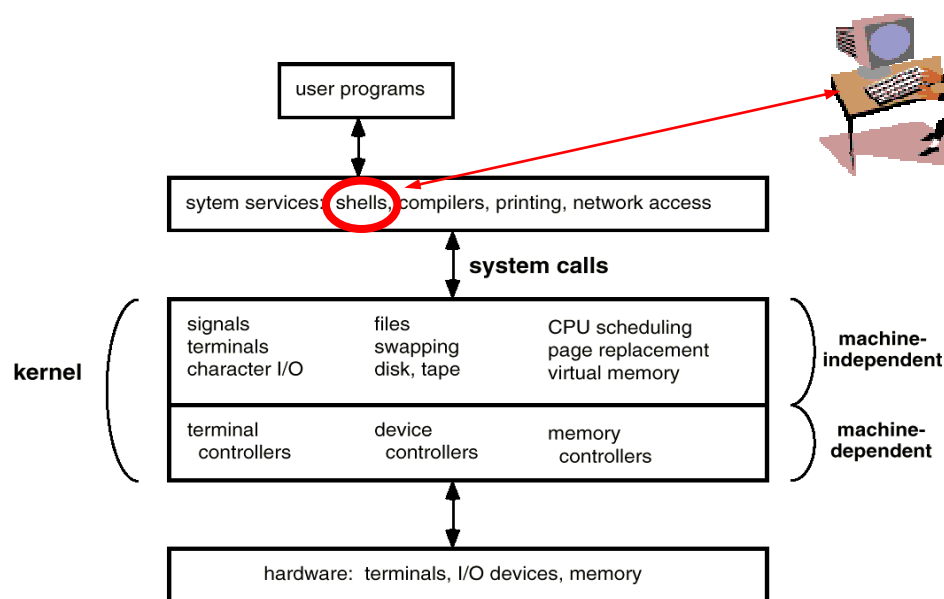 user programs
sytem services: shells, compilers, printing, network access
system calls
kernel
signals
terminals
character I/O
files
swapping
disk, tape
CPU scheduling
page replacement
virtual memory
machine-
independent
terminal
controllers
device
controllers
memory
controllers
machine-
dependent
hardware: terminals, I/O devices, memory